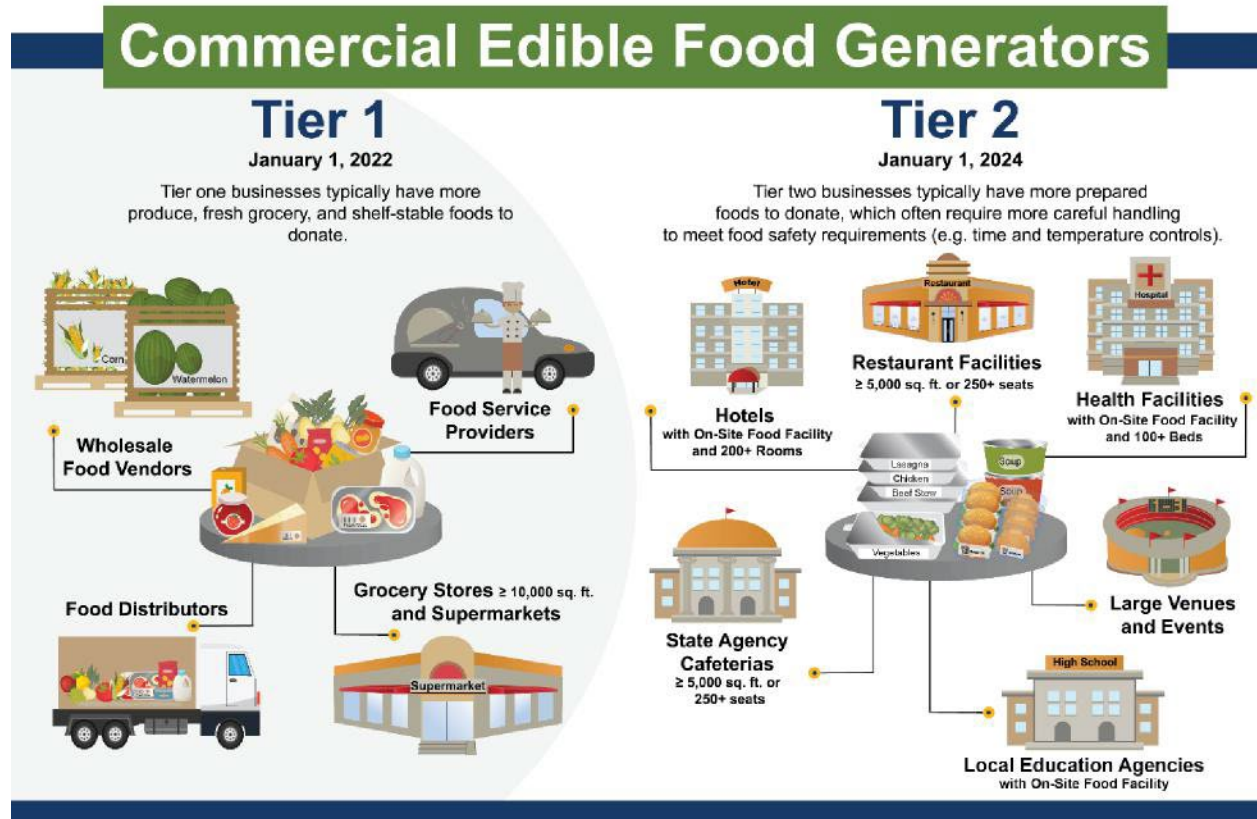 Commercial Edible Food Generators
Tier 1
January 1, 2022
Tier one businesses typically have more
produce, fresh grocery, and shelf-stable foods to
donate.
Corn
Watermelon
Wholesale
Food Vendors
Food Service
Providers
Food Distributors
Grocery Stores ≥ 10,000 sq. ft.
and Supermarkets
Supermarket
Tier 2
January 1, 2024
Tier two businesses typically have more prepared
foods to donate, which often require more careful handling
to meet food safety requirements (e.g. time and temperature controls).
Hotel
Hotels
with On-Site Food Facility
and 200+ Rooms
Restaurant
Restaurant Facilities
≥ 5,000 sq. ft. or 250+ seats
Hospital
Health Facilities
with On-Site Food Facility
and 100+ Beds
Lasagna
Chicken
Beef Stew
Vegetables
Soup
Soup
State Agency
Cafeterias
≥ 5,000 sq. ft. or
250+ seats
Large Venues
and Events
High School
Local Education Agencies
with On-Site Food Facility